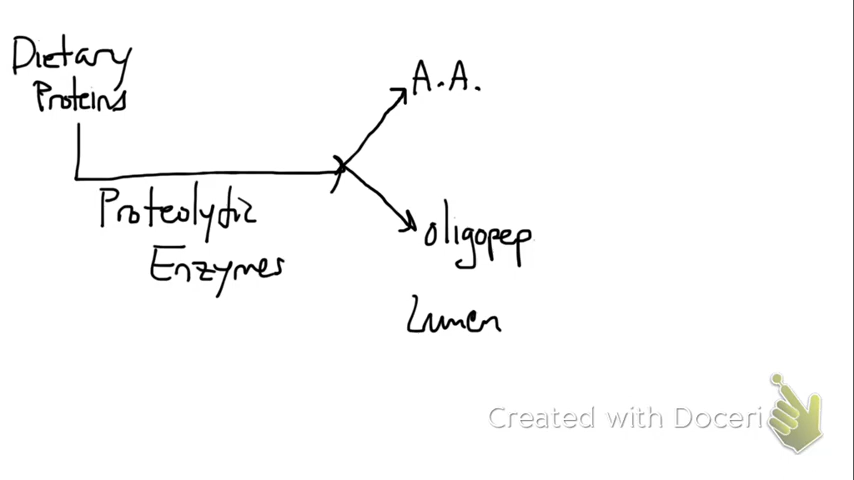 Dietary
Proteins
A.A.
Proteolytic
Enzymes
oligopep
Lumen
Created with Doceri